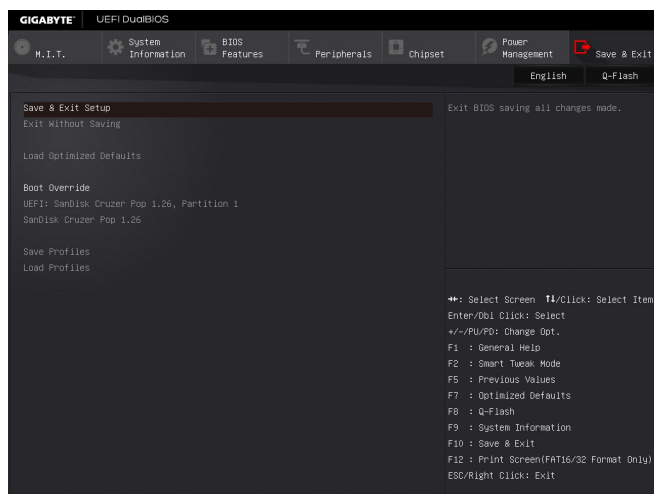 GIGABYTE™ UEFI DualBIOS
M.I.T.
System Information
BIOS Features
Peripherals
Chipset
Power Management
Save & Exit
English Q-Flash
Save & Exit Setup
Exit Without Saving
Load Optimized Defaults
Boot Override
UEFI: SanDisk Cruzer Pop 1.26, Partition 1
SanDisk Cruzer Pop 1.26
Save Profiles
Load Profiles
Exit BIOS saving all changes made.
→←: Select Screen ↑↓/Click: Select Item
Enter/Dbl Click: Select
+/-/PU/PD: Change Opt.
F1 : General Help
F2 : Smart Tweak Mode
F5 : Previous Values
F7 : Optimized Defaults
F8 : Q-Flash
F9 : System Information
F10 : Save & Exit
F12 : Print Screen(FAT16/32 Format Only)
ESC/Right Click: Exit